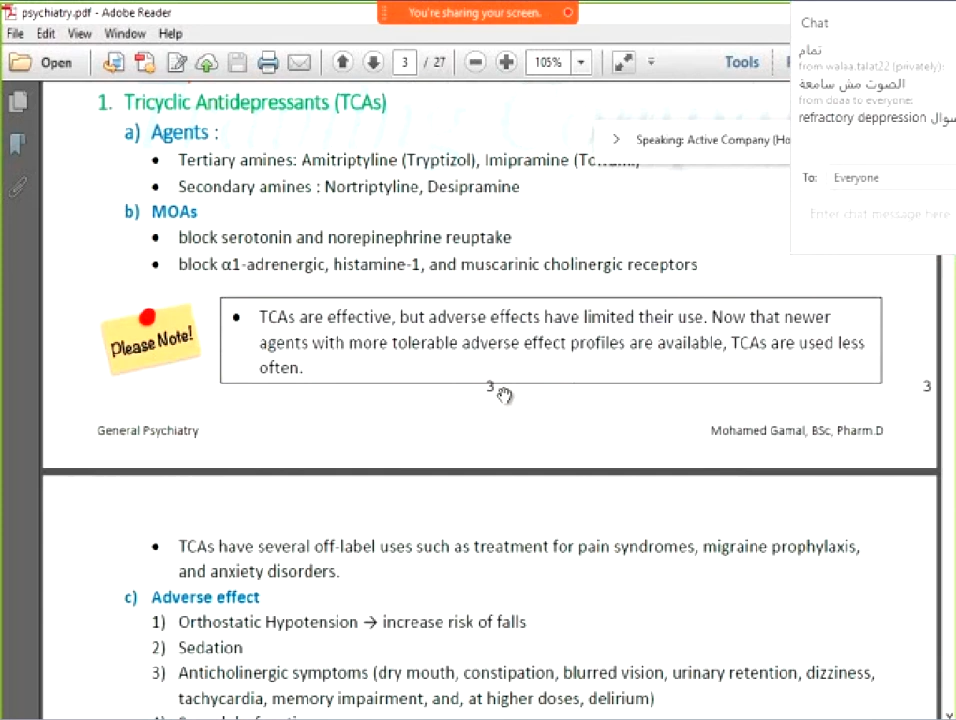 psychiatry.pdf - Adobe Reader
You're sharing your screen.
File Edit View Window Help
Open 3 / 27 105% Tools
Chat
تمام
from walaa.talat22 (privately):
الصوت مش سامعة
from doaa to everyone:
refractory deppression سوال
Speaking: Active Company (Ho
To: Everyone
Enter chat message here
1. Tricyclic Antidepressants (TCAs)
a) Agents :
• Tertiary amines: Amitriptyline (Tryptizol), Imipramine
• Secondary amines : Nortriptyline, Desipramine
b) MOAs
• block serotonin and norepinephrine reuptake
• block α1-adrenergic, histamine-1, and muscarinic cholinergic receptors
Please Note!
• TCAs are effective, but adverse effects have limited their use. Now that newer
agents with more tolerable adverse effect profiles are available, TCAs are used less
often.
3
3
General Psychiatry Mohamed Gamal, BSc, Pharm.D
• TCAs have several off-label uses such as treatment for pain syndromes, migraine prophylaxis,
and anxiety disorders.
c) Adverse effect
1) Orthostatic Hypotension → increase risk of falls
2) Sedation
3) Anticholinergic symptoms (dry mouth, constipation, blurred vision, urinary retention, dizziness,
tachycardia, memory impairment, and, at higher doses, delirium)